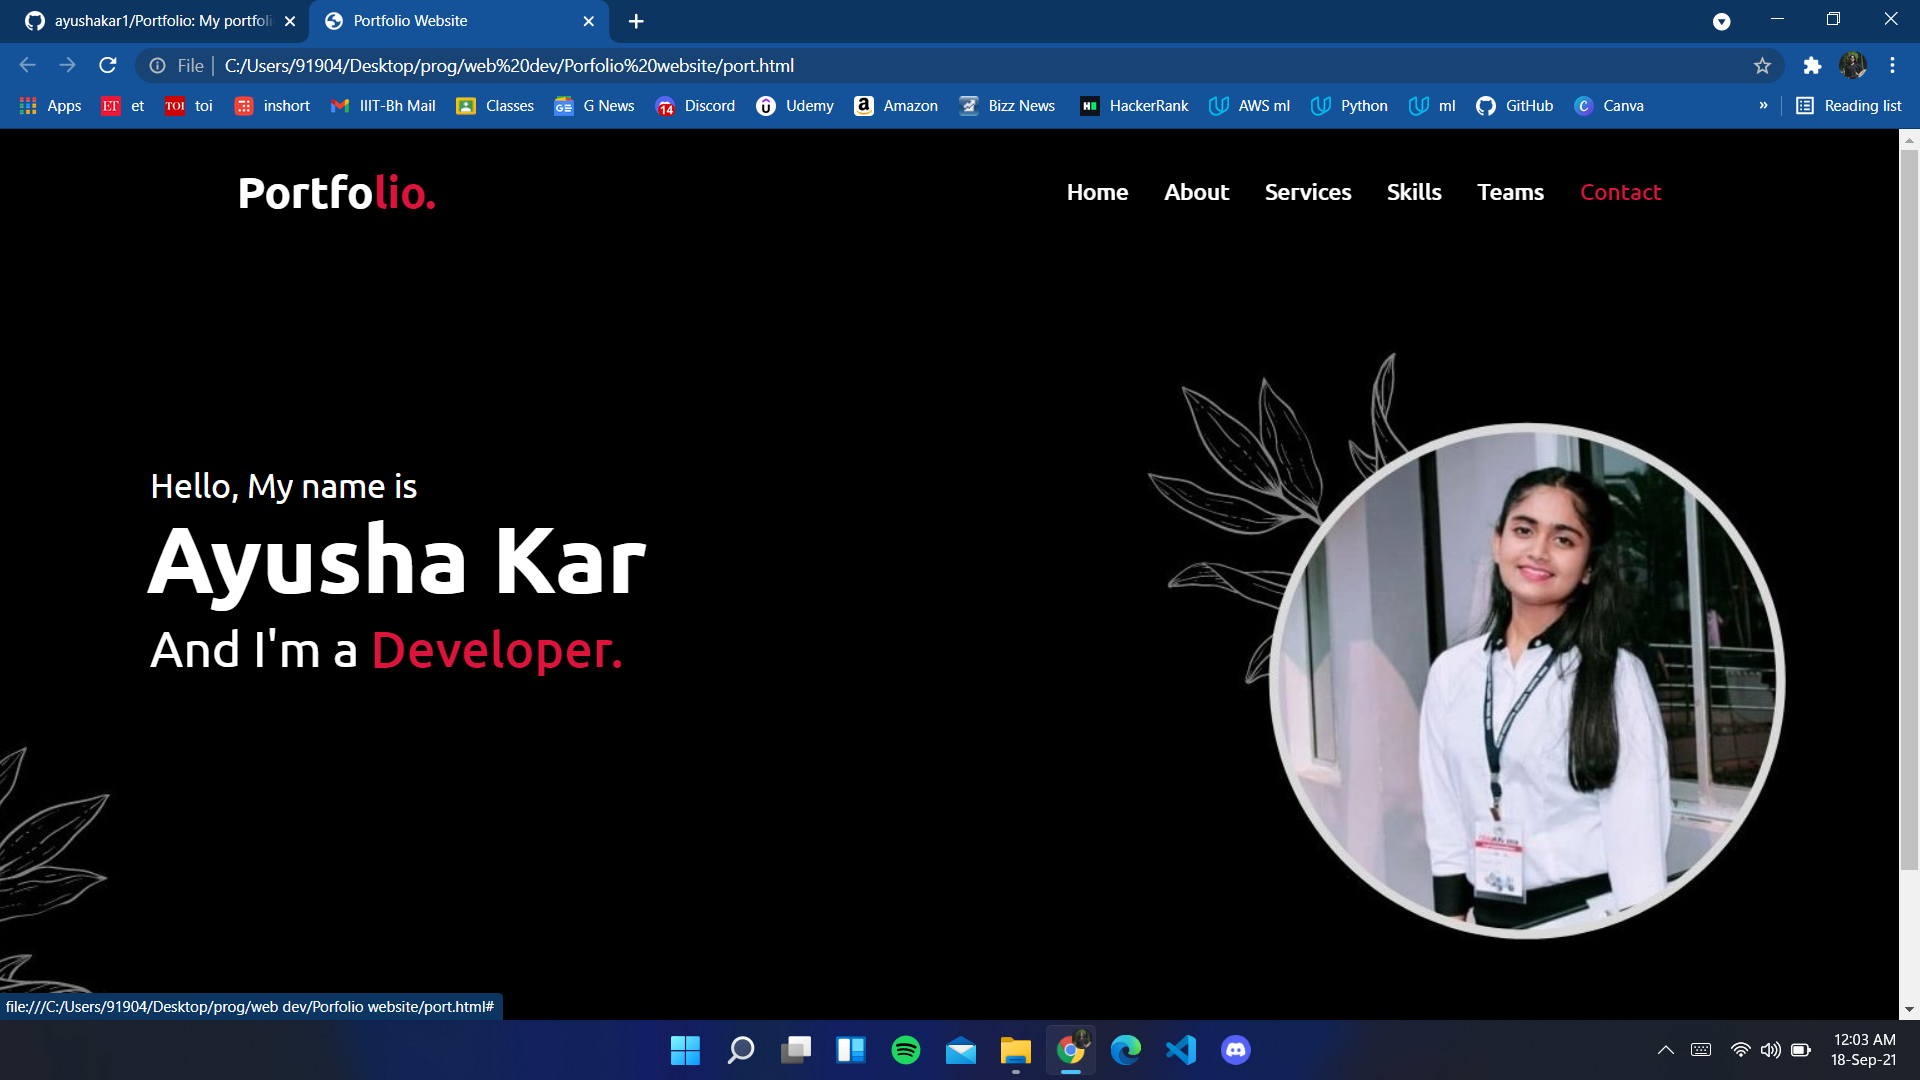 ayushakar1/Portfolio: My portfoli
Portfolio Website
File
C:/Users/91904/Desktop/prog/web%20dev/Porfolio%20website/port.html
Apps
ET et
TOI toi
inshort
IIIT-Bh Mail
Classes
G News
14 Discord
Udemy
Amazon
Bizz News
HackerRank
AWS ml
Python
ml
GitHub
Canva
»
Reading list
Portfolio.
Home
About
Services
Skills
Teams
Contact
Hello, My name is
Ayusha Kar
And I'm a Developer.
file:///C:/Users/91904/Desktop/prog/web dev/Porfolio website/port.html#
12:03 AM
18-Sep-21